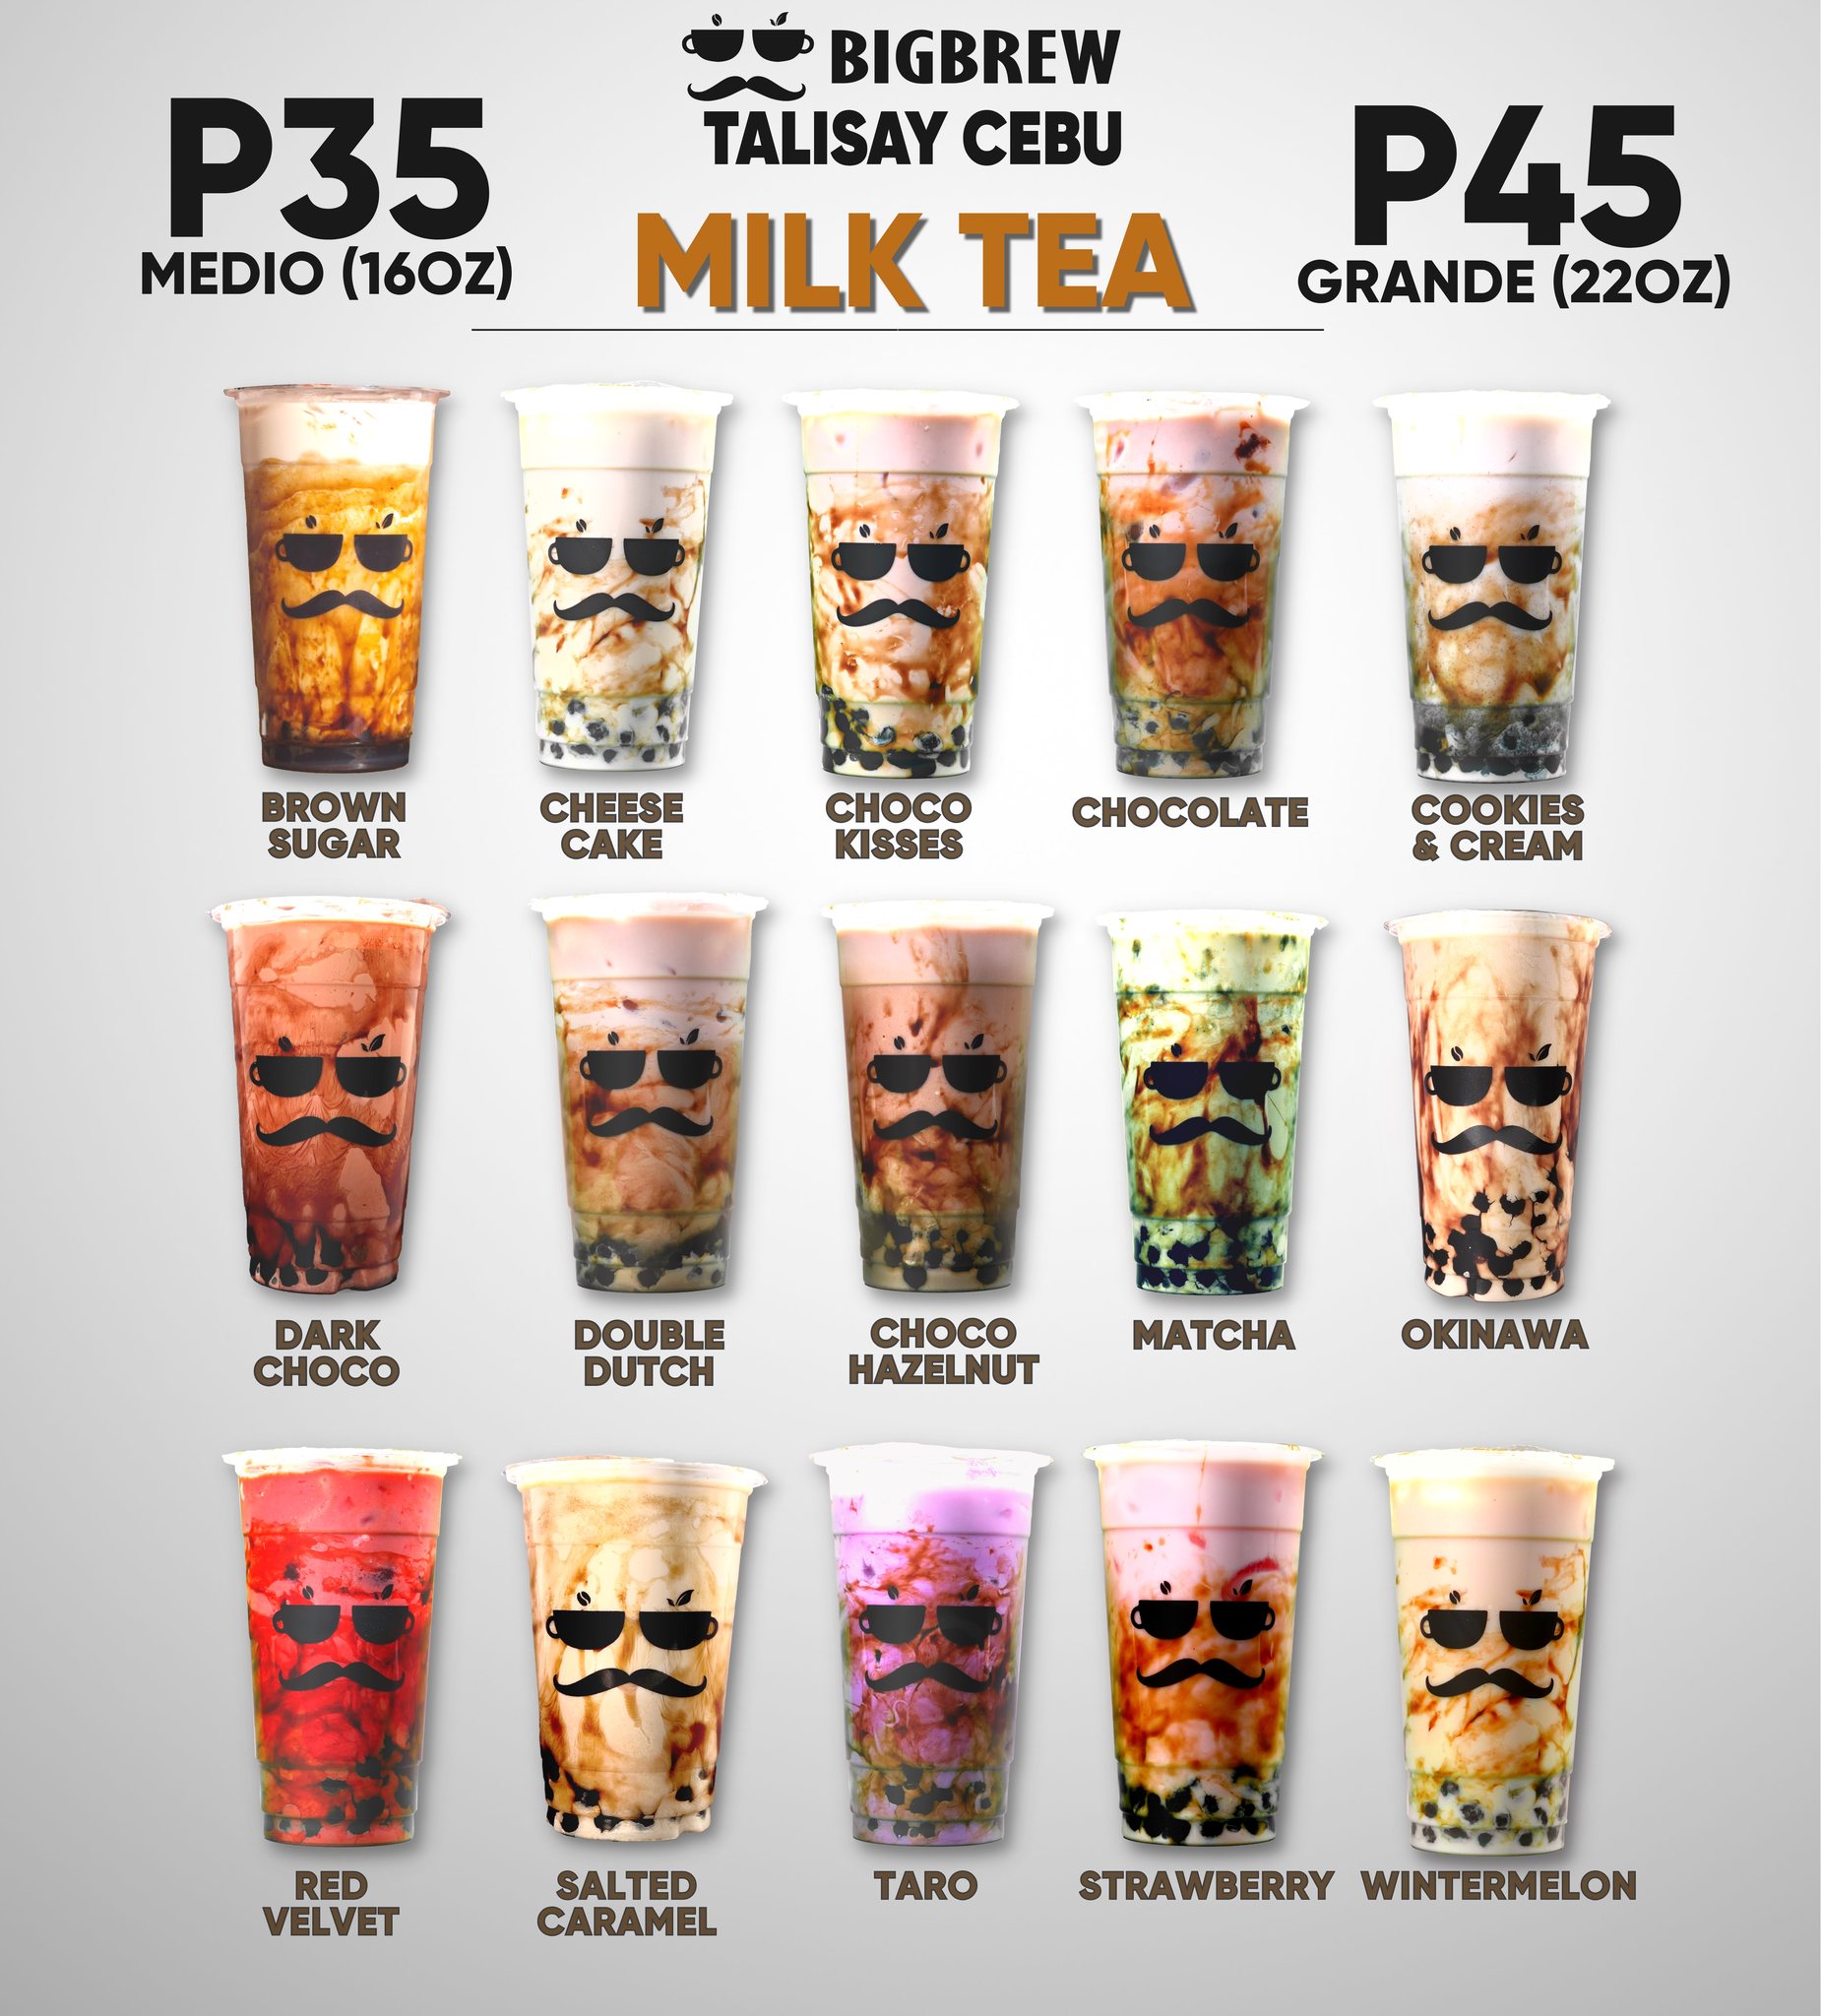 BIGBREW
TALISAY CEBU
P35
MEDIO (16OZ)
MILK TEA
P45
GRANDE (22OZ)
BROWN
SUGAR
CHEESE
CAKE
CHOCO
KISSES
CHOCOLATE
COOKIES
& CREAM
DARK
CHOCO
DOUBLE
DUTCH
CHOCO
HAZELNUT
MATCHA
OKINAWA
RED
VELVET
SALTED
CARAMEL
TARO
STRAWBERRY
WINTERMELON